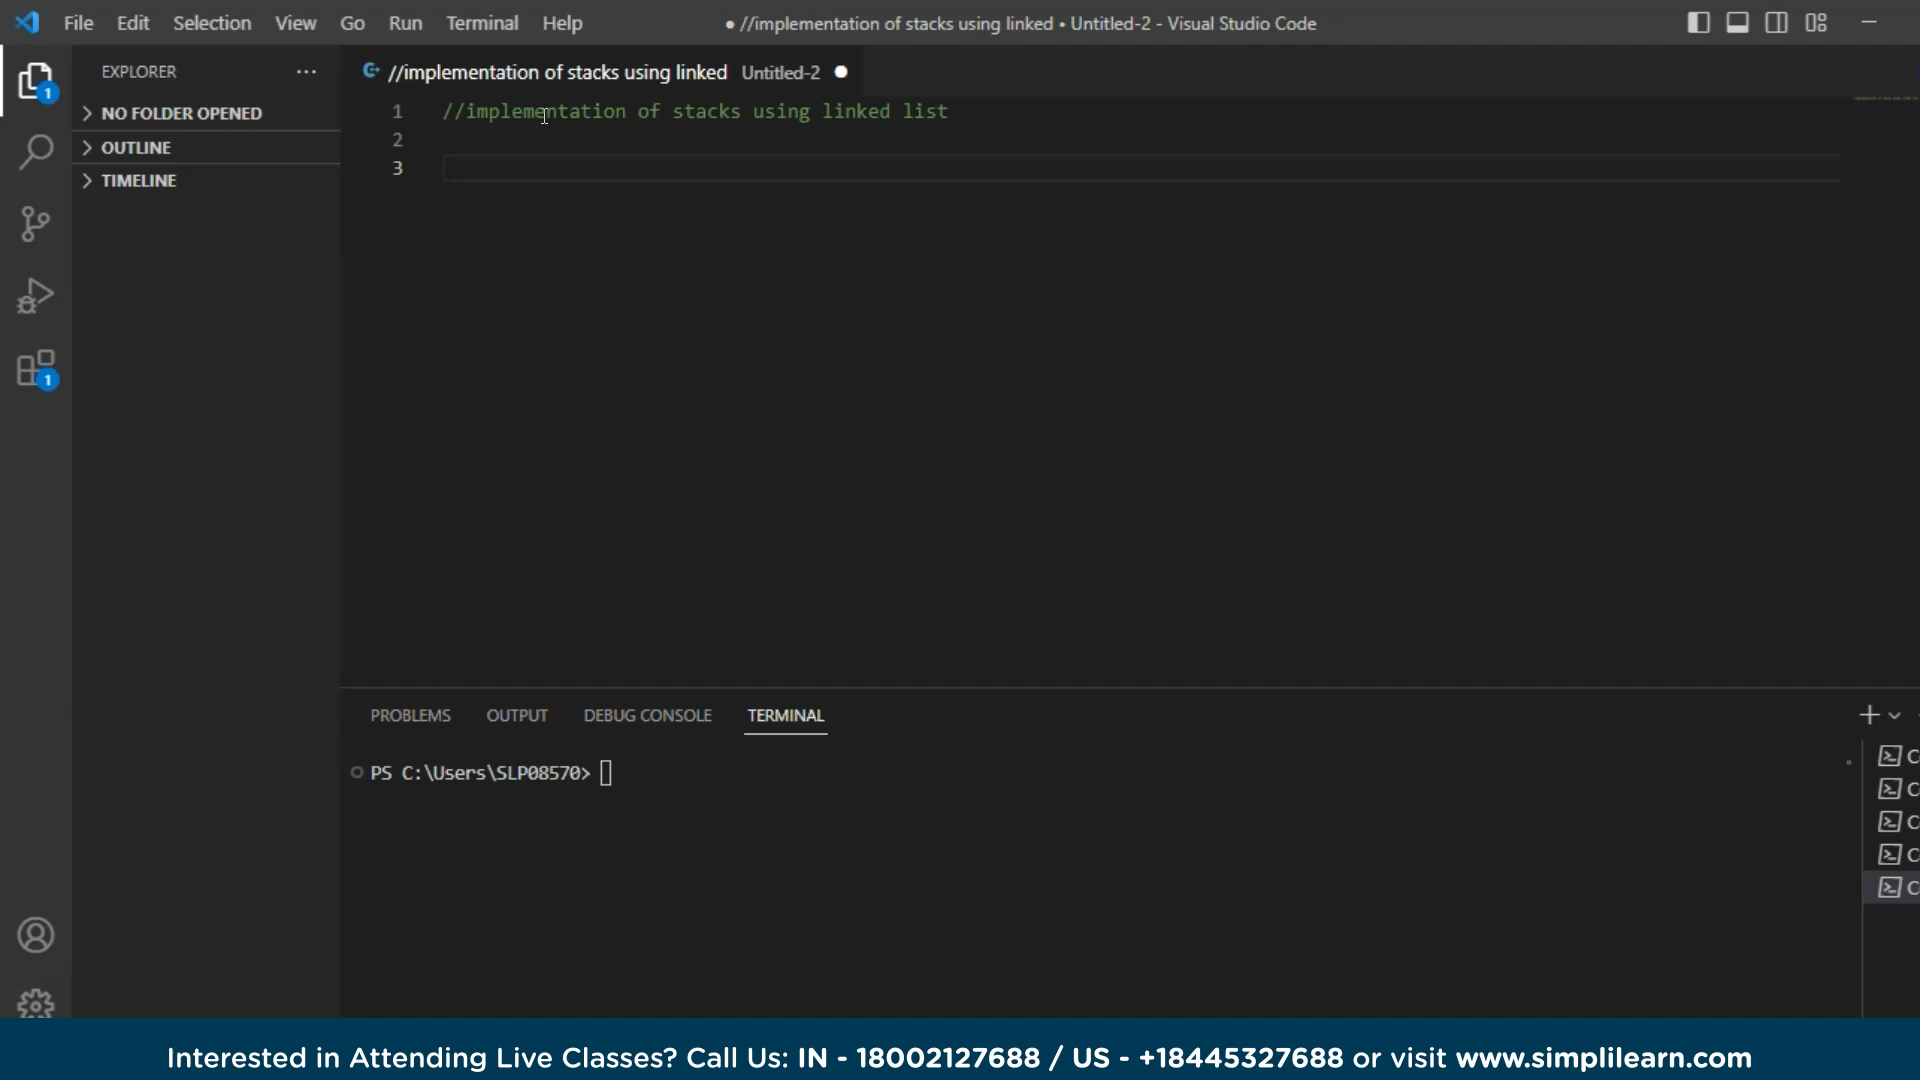 File Edit Selection View Go Run Terminal Help
● //implementation of stacks using linked • Untitled-2 - Visual Studio Code
EXPLORER ···
//implementation of stacks using linked Untitled-2 ●
NO FOLDER OPENED
OUTLINE
TIMELINE
1 //implementation of stacks using linked list
2
3
1
1
PROBLEMS OUTPUT DEBUG CONSOLE TERMINAL
PS C:\Users\SLP08570>
Interested in Attending Live Classes? Call Us: IN - 18002127688 / US - +18445327688 or visit www.simplilearn.com